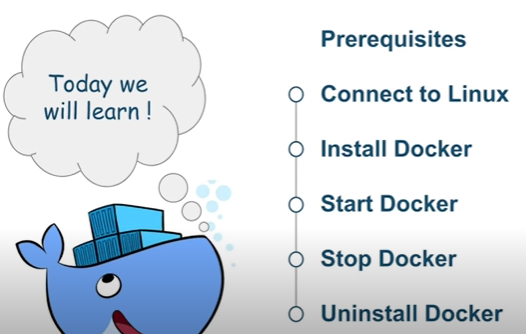 Today we
will learn !
Prerequisites
Connect to Linux
Install Docker
Start Docker
Stop Docker
Uninstall Docker